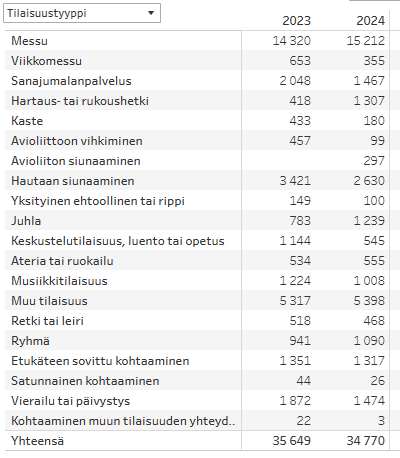 Tilaisuustyyppi
2023 2024
Messu 14 320 15 212
Viikkomessu 653 355
Sanajumalanpalvelus 2 048 1 467
Hartaus- tai rukoushetki 418 1 307
Kaste 433 180
Avioliittoon vihkiminen 457 99
Avioliiton siunaaminen 297
Hautaan siunaaminen 3 421 2 630
Yksityinen ehtoollinen tai rippi 149 100
Juhla 783 1 239
Keskustelutilaisuus, luento tai opetus 1 144 545
Ateria tai ruokailu 534 555
Musiikkitilaisuus 1 224 1 008
Muu tilaisuus 5 317 5 398
Retki tai leiri 518 468
Ryhmä 941 1 090
Etukäteen sovittu kohtaaminen 1 351 1 317
Satunnainen kohtaaminen 44 26
Vierailu tai päivystys 1 872 1 474
Kohtaaminen muun tilaisuuden yhteyd.. 22 3
Yhteensä 35 649 34 770